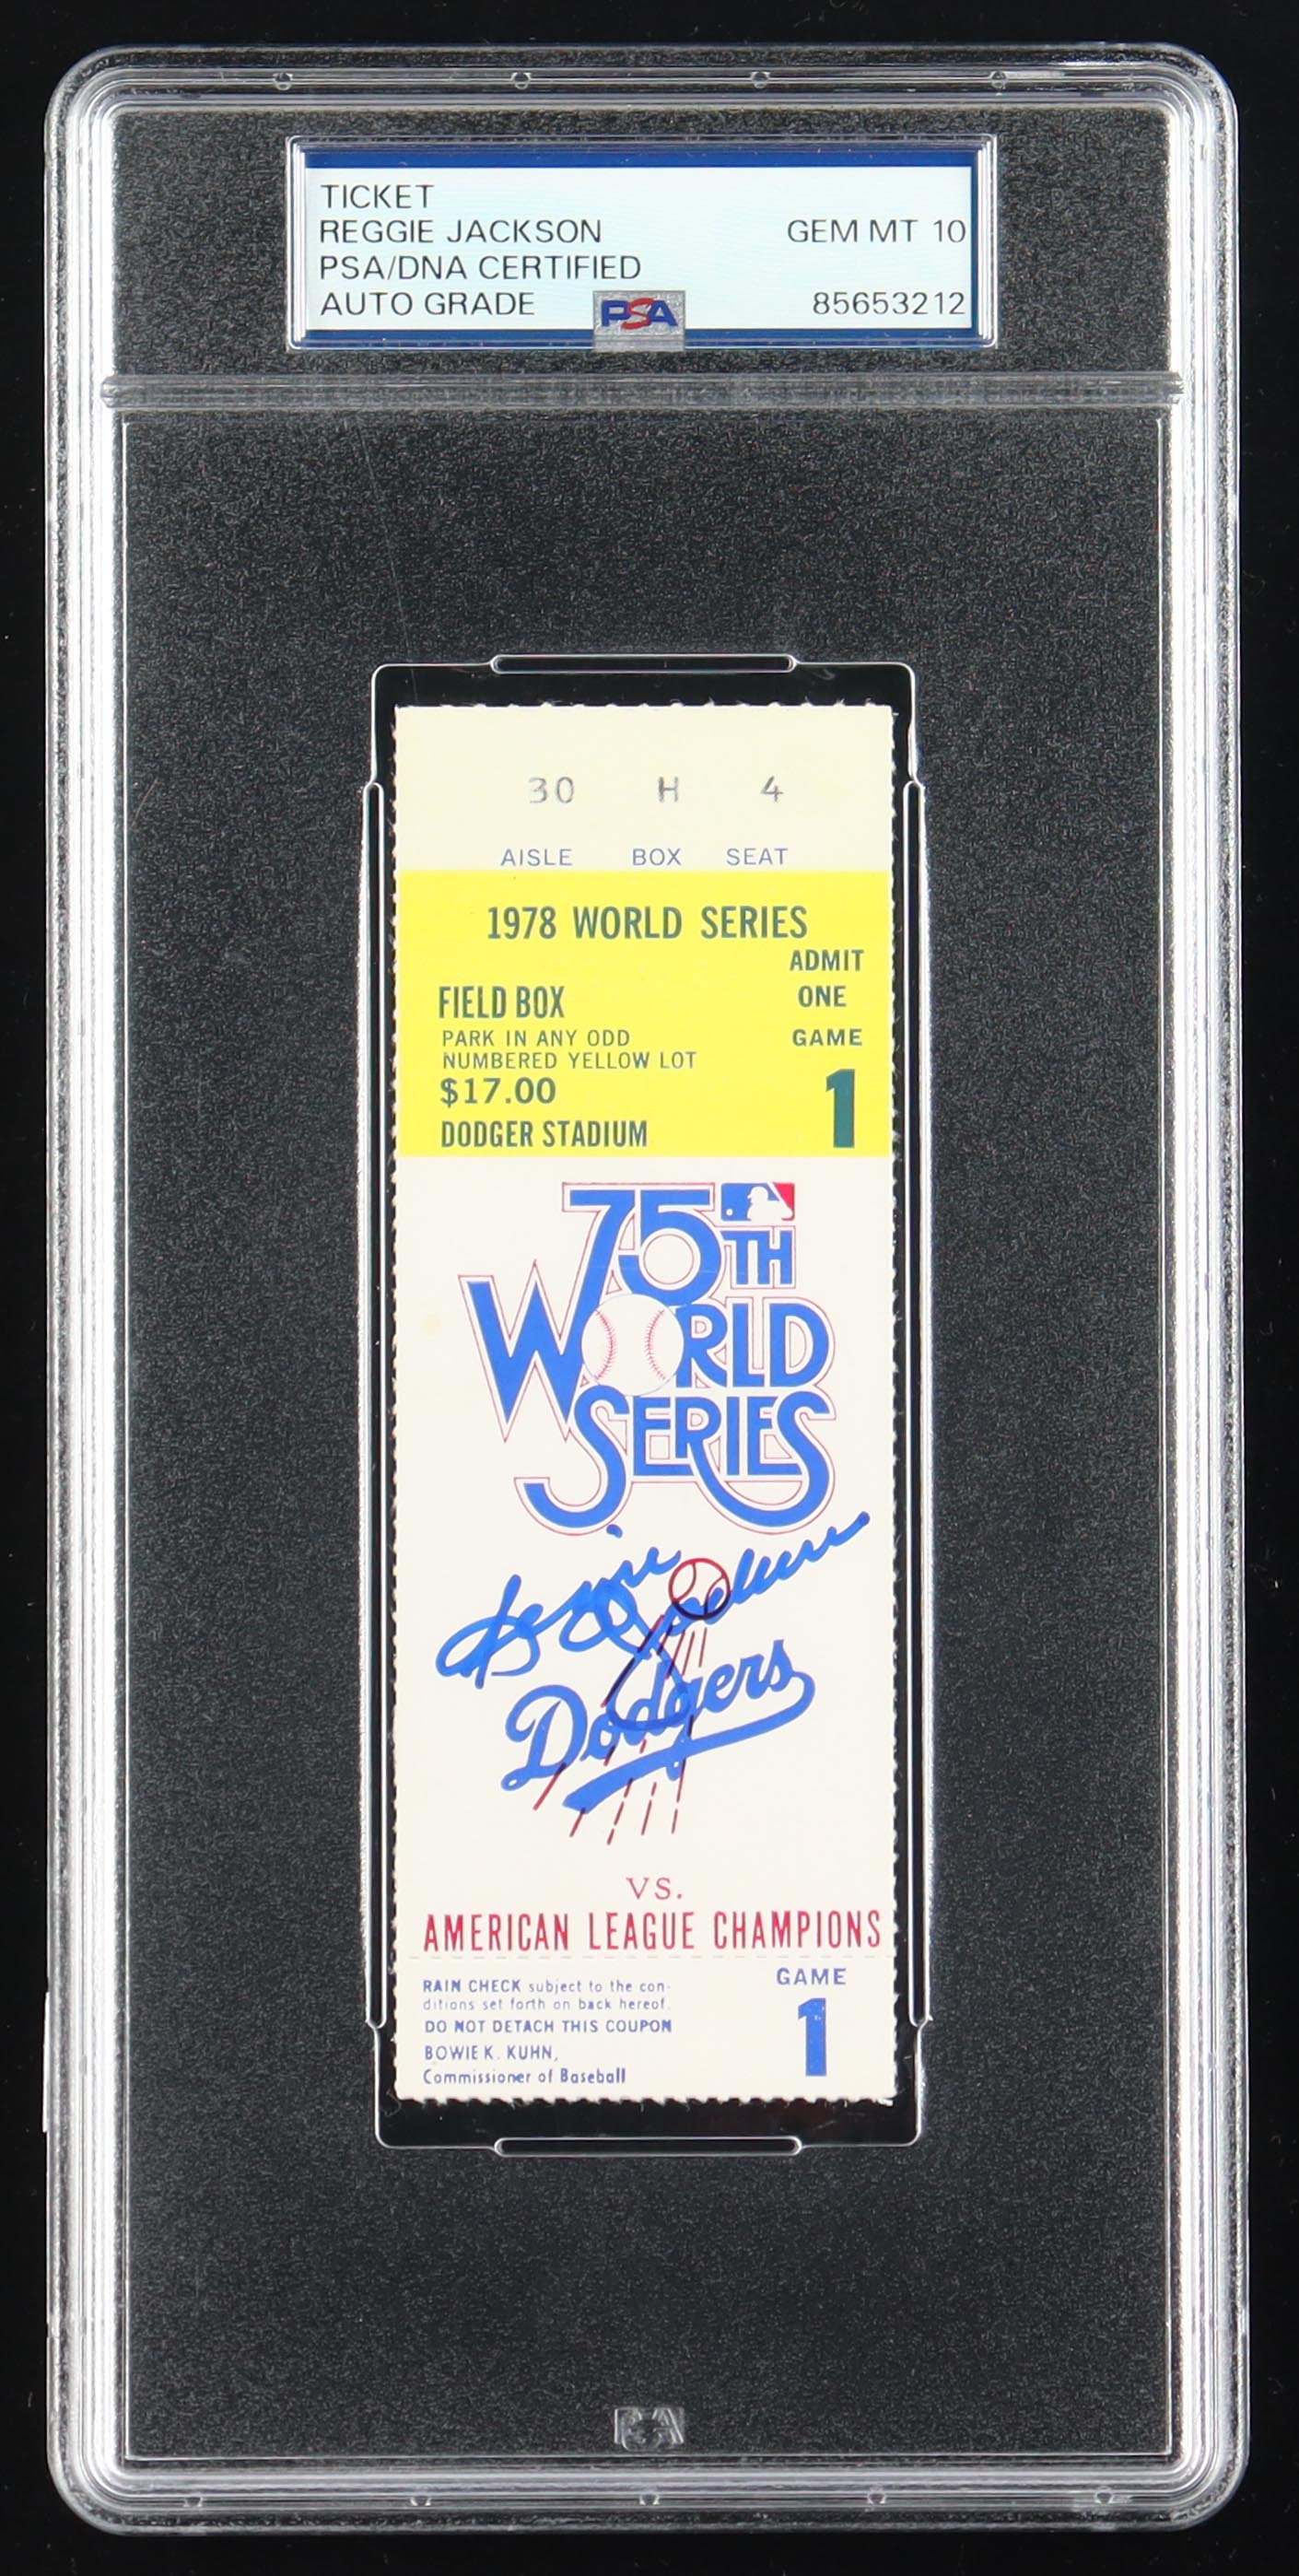 TICKET
REGGIE JACKSON GEM MT 10
PSA/DNA CERTIFIED
AUTO GRADE PSA 85653212
30 H 4
AISLE BOX SEAT
1978 WORLD SERIES
ADMIT
FIELD BOX ONE
PARK IN ANY ODD GAME
NUMBERED YELLOW LOT
$17.00 1
DODGER STADIUM
75TH
WORLD
SERIES
Reggie Jackson
Dodgers
VS.
AMERICAN LEAGUE CHAMPIONS
RAIN CHECK subject to the con- GAME
ditions set forth on back hereof. 1
DO NOT DETACH THIS COUPON
BOWIE K. KUHN,
Commissioner of Baseball
PSA